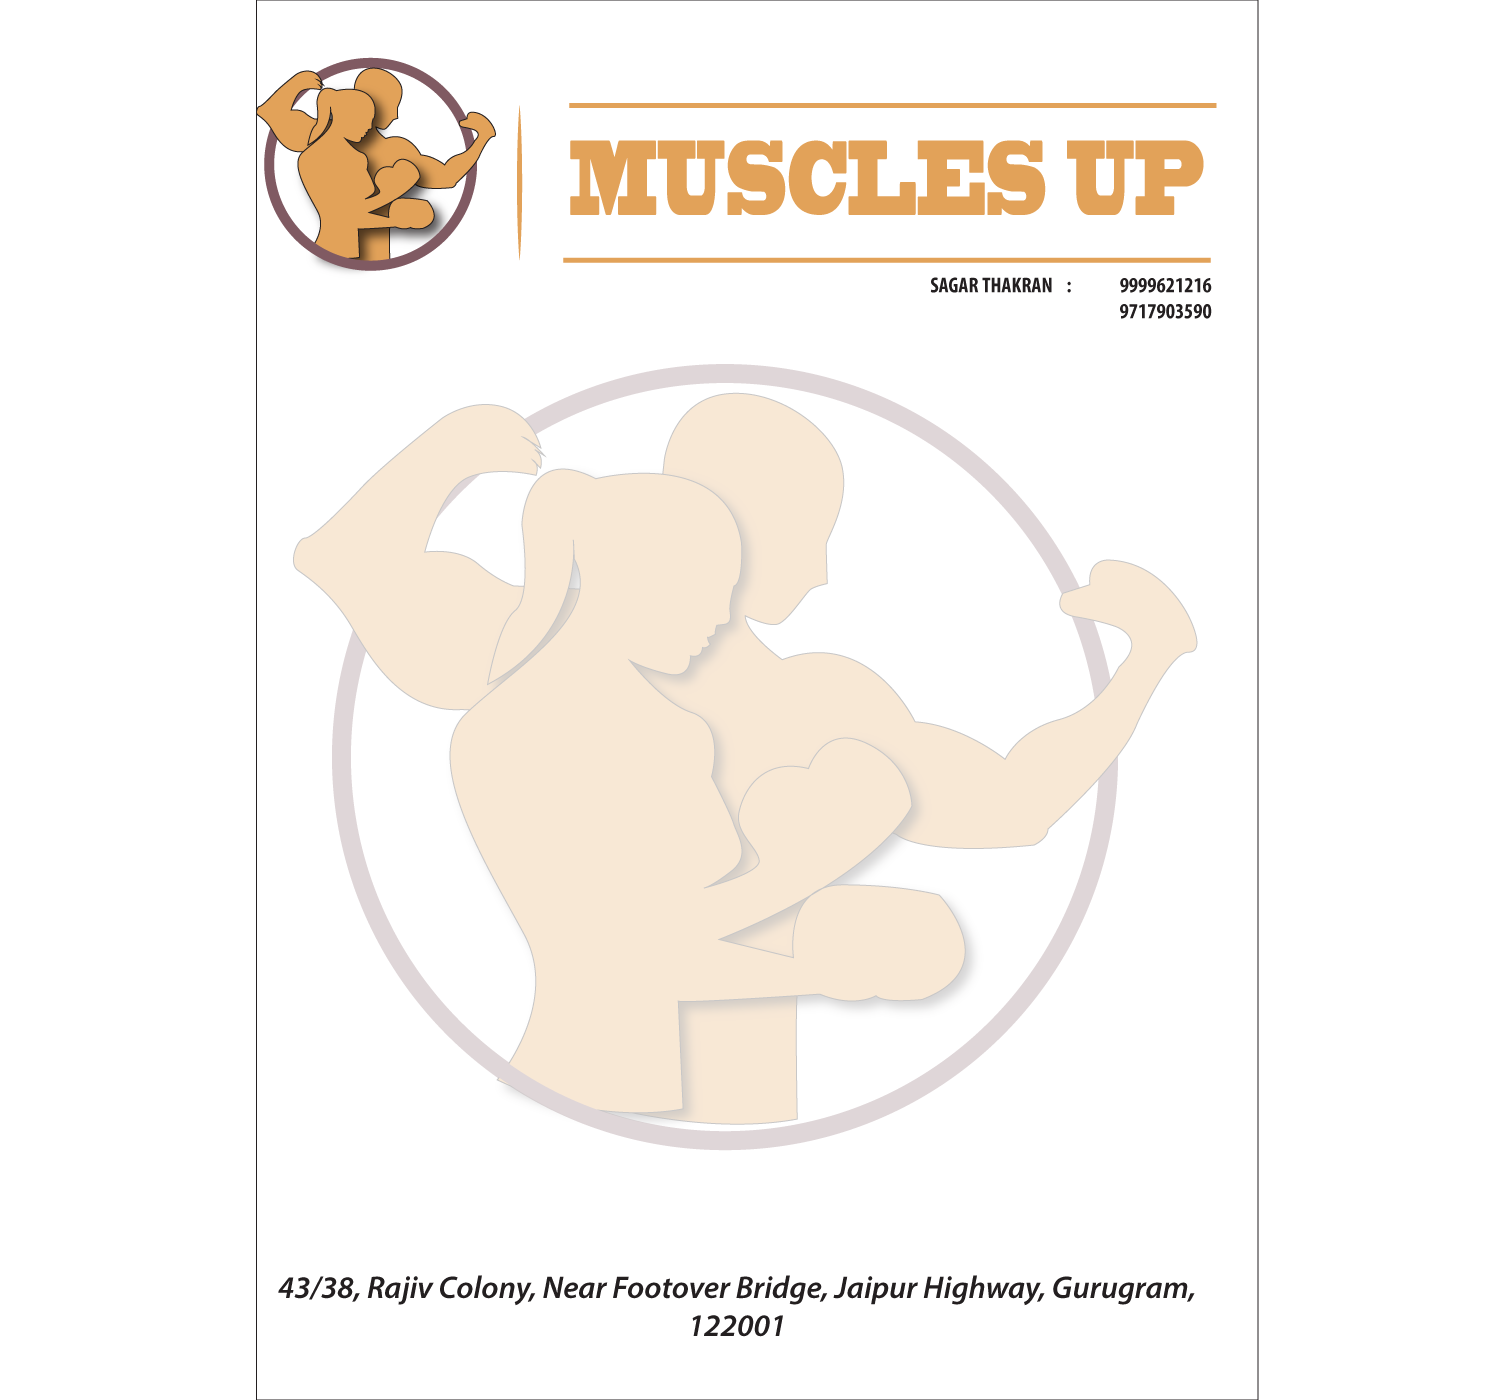 MUSCLES UP
SAGAR THAKRAN : 9999621216
9717903590
43/38, Rajiv Colony, Near Footover Bridge, Jaipur Highway, Gurugram,
122001